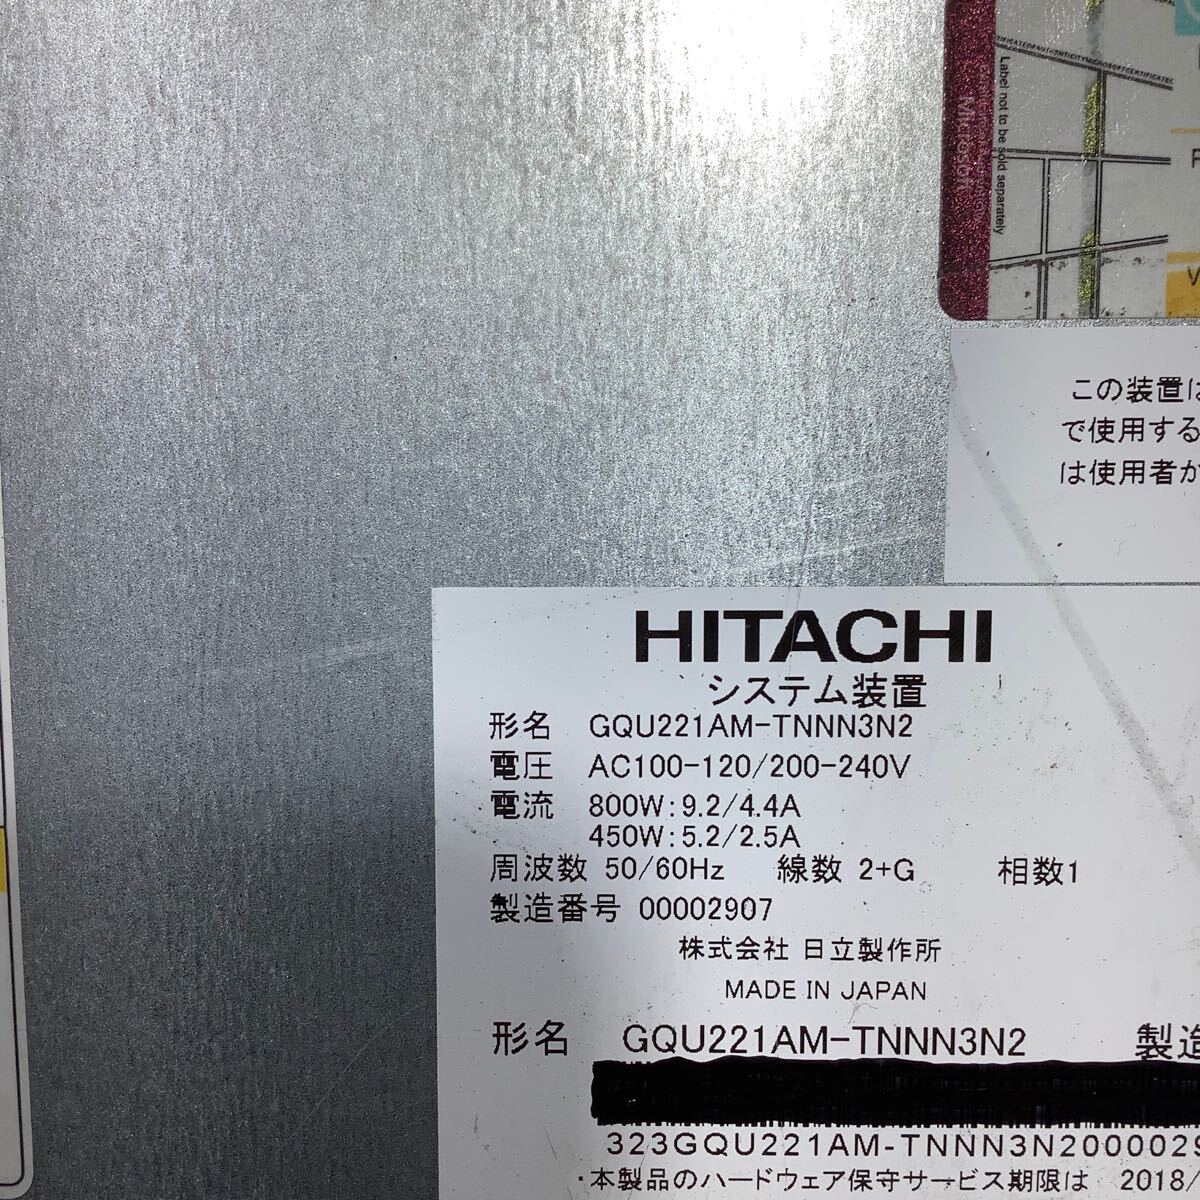 CERTIFICATEOFAUTHENTICITYMICROSOFTCERTIFICATEO
Label not to be sold separately
Microsoft
この装置は
で使用する
は使用者が
HITACHI
システム装置
形名 GQU221AM-TNNN3N2
電圧 AC100-120/200-240V
電流 800W:9.2/4.4A
450W:5.2/2.5A
周波数 50/60Hz 線数 2+G 相数1
製造番号 00002907
株式会社 日立製作所
MADE IN JAPAN
形名 GQU221AM-TNNN3N2 製造
323GQU221AM-TNNN3N2000029
・本製品のハードウェア保守サービス期限は 2018/